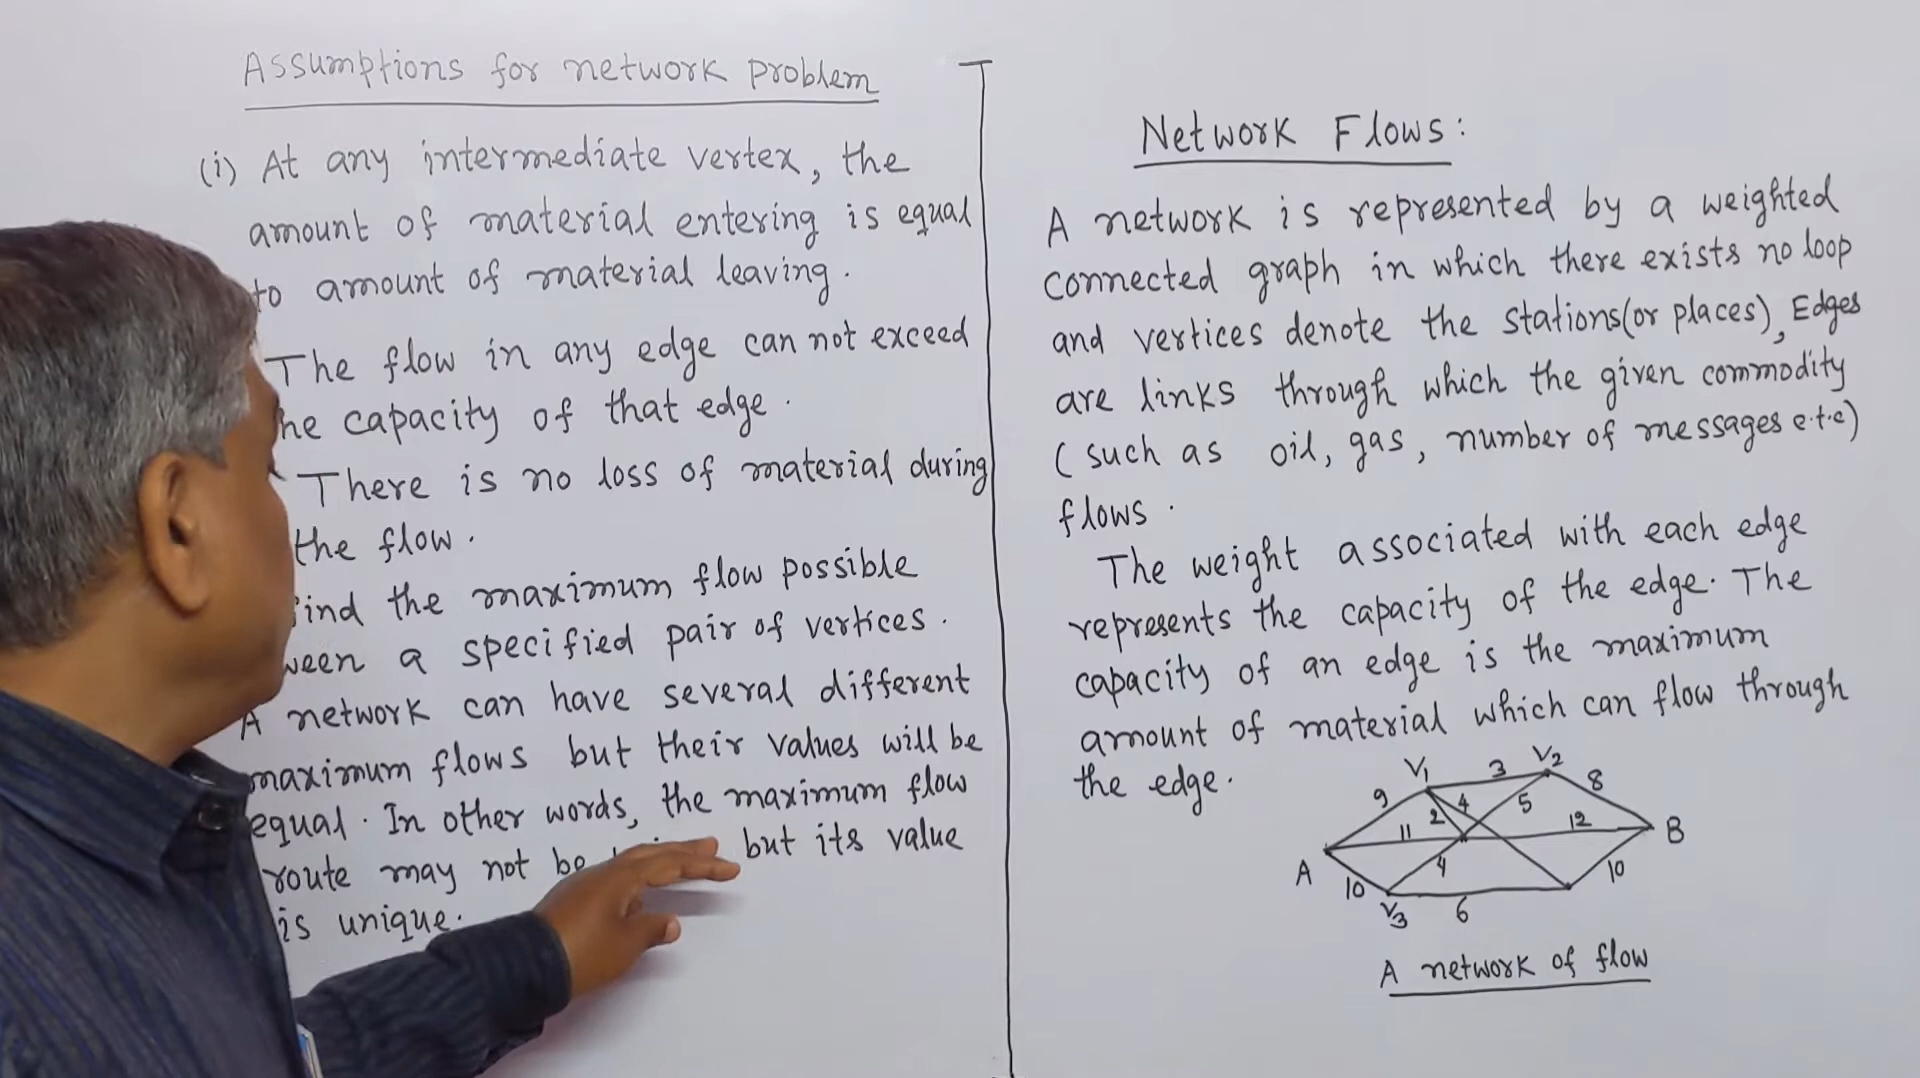 Assumptions for network problem
(i) At any intermediate vertex, the
amount of material entering is equal
to amount of material leaving.
The flow in any edge can not exceed
he capacity of that edge.
There is no loss of material during
the flow.
ind the maximum flow possible
ween a specified pair of vertices.
A network can have several different
maximum flows but their values will be
equal. In other words, the maximum flow
route may not be but its value
is unique.
Network Flows:
A network is represented by a weighted
connected graph in which there exists no loop
and vertices denote the stations(or places), Edges
are links through which the given commodity
(such as oil, gas, number of messages e.t.c)
flows.
The weight associated with each edge
represents the capacity of the edge. The
capacity of an edge is the maximum
amount of material which can flow through
the edge.
V1 3 V2
9 2 4 5 8
A 11 12 B
10 4 10
V3 6
A network of flow